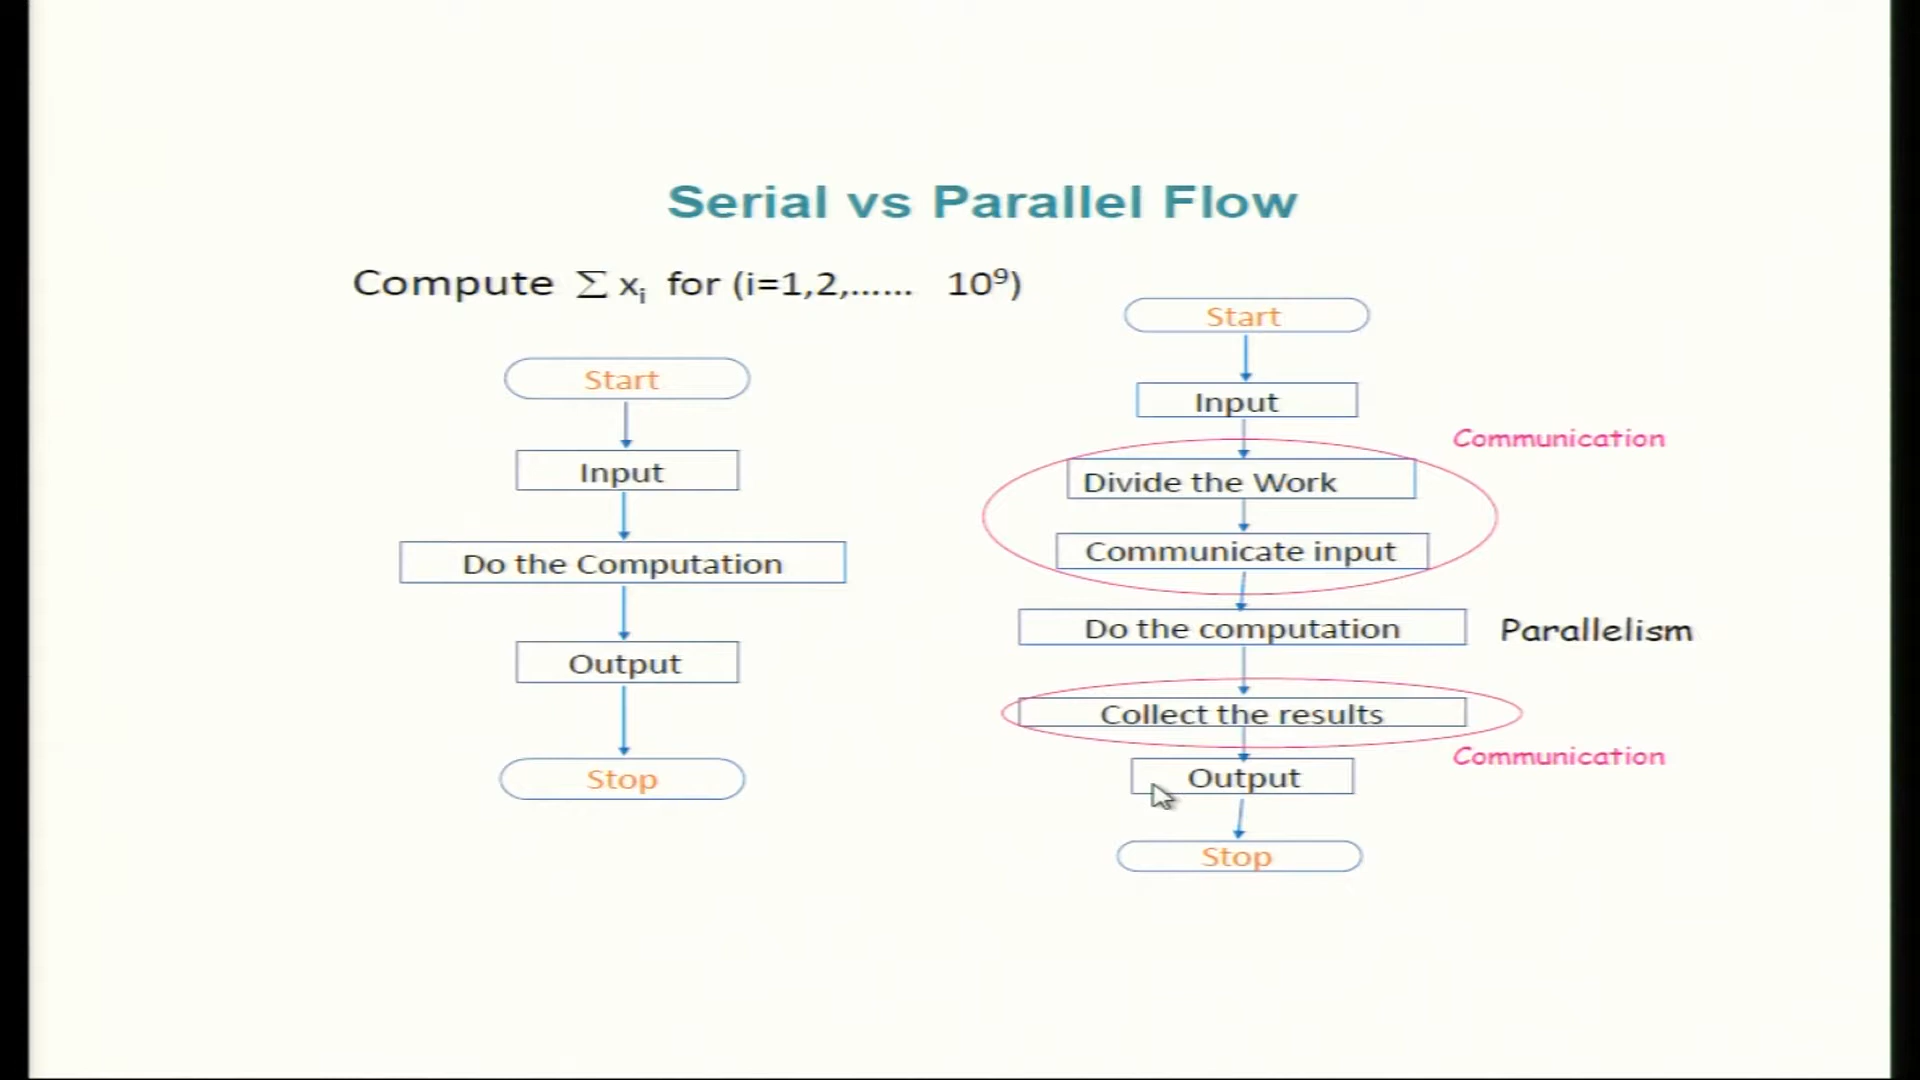 Serial vs Parallel Flow
Compute ∑ xᵢ for (i=1,2,...... 10⁹)
Start
Input
Do the Computation
Output
Stop
Start
Input
Communication
Divide the Work
Communicate input
Do the computation
Parallelism
Collect the results
Communication
Output
Stop